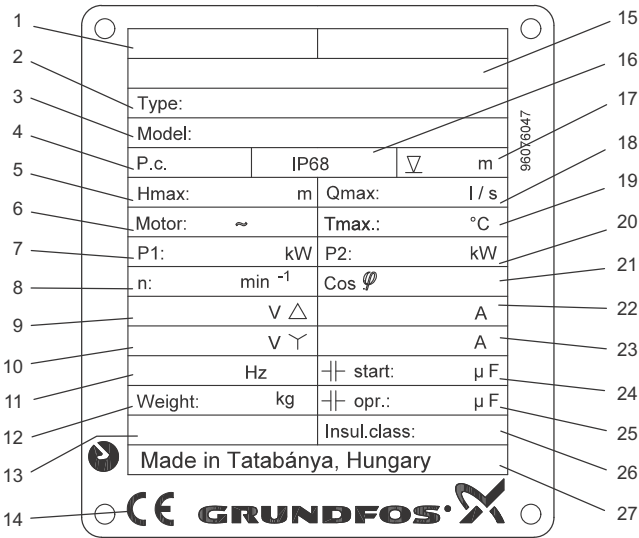 1
15
2
16
Type:
3
17
Model:
4
P.c. IP68 m
96076047
18
5
Hmax: m Qmax: l / s
19
6
Motor: ~ Tmax.: °C
20
7
P1: kW P2: kW
21
8
n: min -1 Cos φ
22
9
V △ A
23
10
V Y A
24
11
Hz start: µ F
25
12
Weight: kg opr.: µ F
26
13
Insul.class:
Made in Tatabánya, Hungary
14
CE GRUNDFOS
27